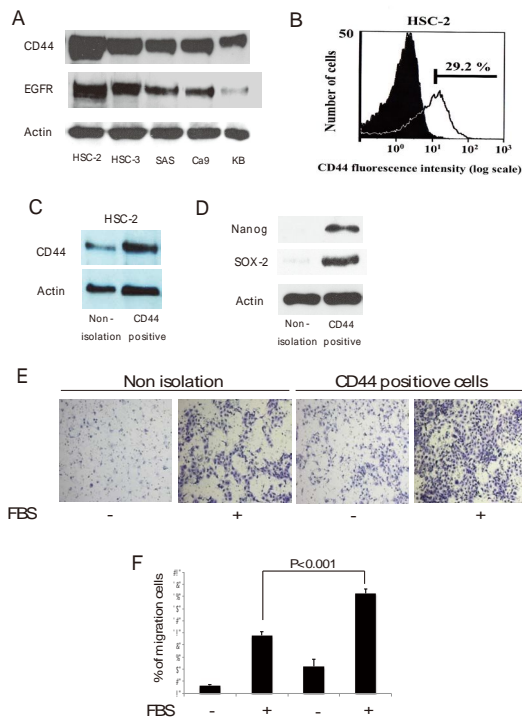 A
CD44
EGFR
Actin
HSC-2 HSC-3 SAS Ca9 KB
B
HSC-2
50
29.2 %
Number of cells
0
10⁰ 10¹ 10² 10³
CD44 fluorescence intensity (log scale)
C
HSC-2
CD44
Actin
Non-
isolation
CD44
positive
D
Nanog
SOX-2
Actin
Non-
isolation
CD44
positive
E
Non isolation
CD44 positiove cells
FBS - + - +
F
P<0.001
% of migration cells
FBS - + - +